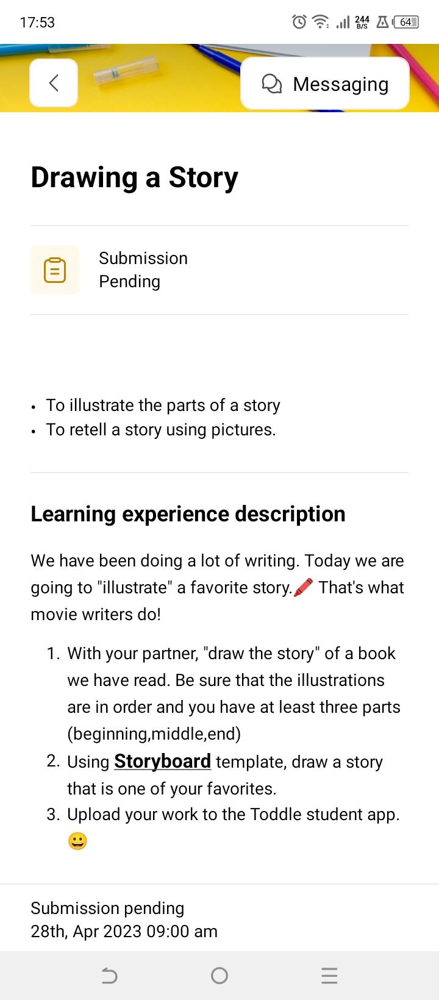 17:53
244
B/S
64
Messaging
Drawing a Story
Submission
Pending
• To illustrate the parts of a story
• To retell a story using pictures.
Learning experience description
We have been doing a lot of writing. Today we are
going to "illustrate" a favorite story.🖍️ That's what
movie writers do!
1. With your partner, "draw the story" of a book
we have read. Be sure that the illustrations
are in order and you have at least three parts
(beginning,middle,end)
2. Using Storyboard template, draw a story
that is one of your favorites.
3. Upload your work to the Toddle student app.
😀
Submission pending
28th, Apr 2023 09:00 am